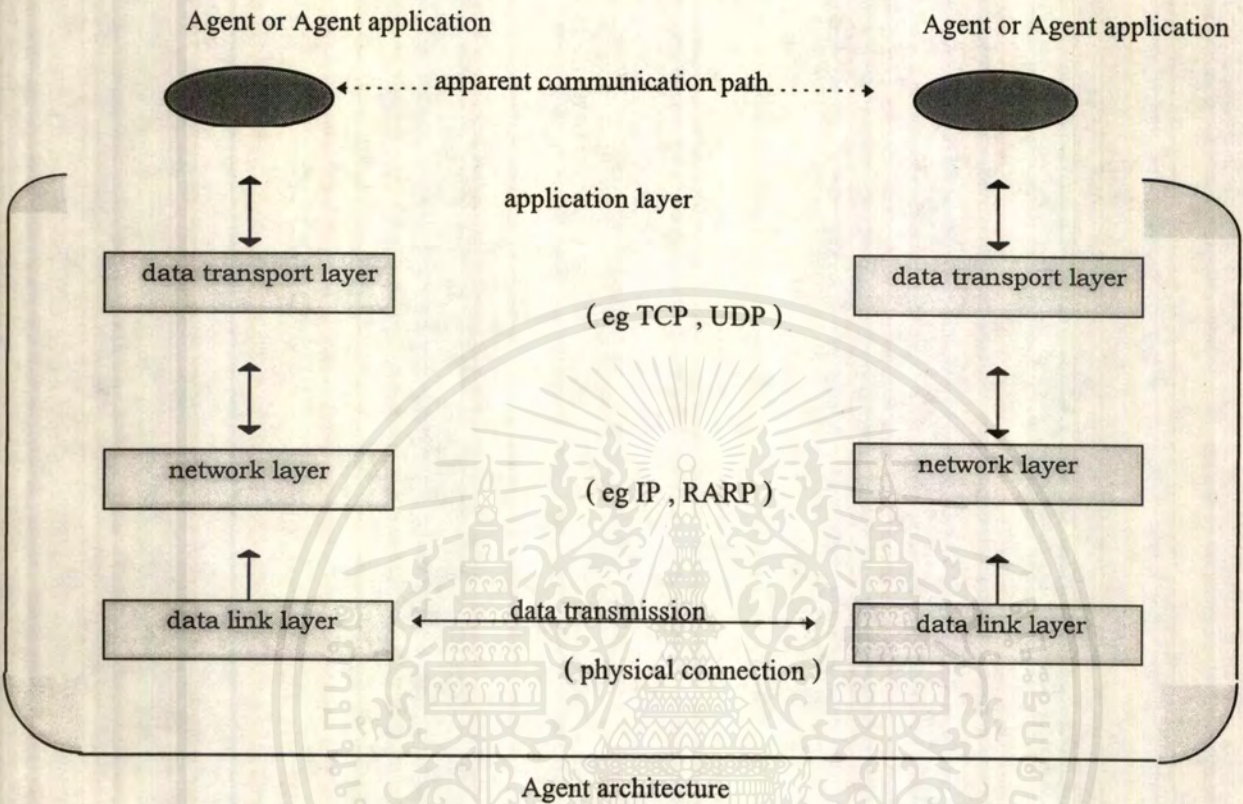 Agent or Agent application
Agent or Agent application
apparent communication path
application layer
data transport layer
data transport layer
( eg TCP , UDP )
network layer
network layer
( eg IP , RARP )
data link layer
data transmission
data link layer
( physical connection )
Agent architecture